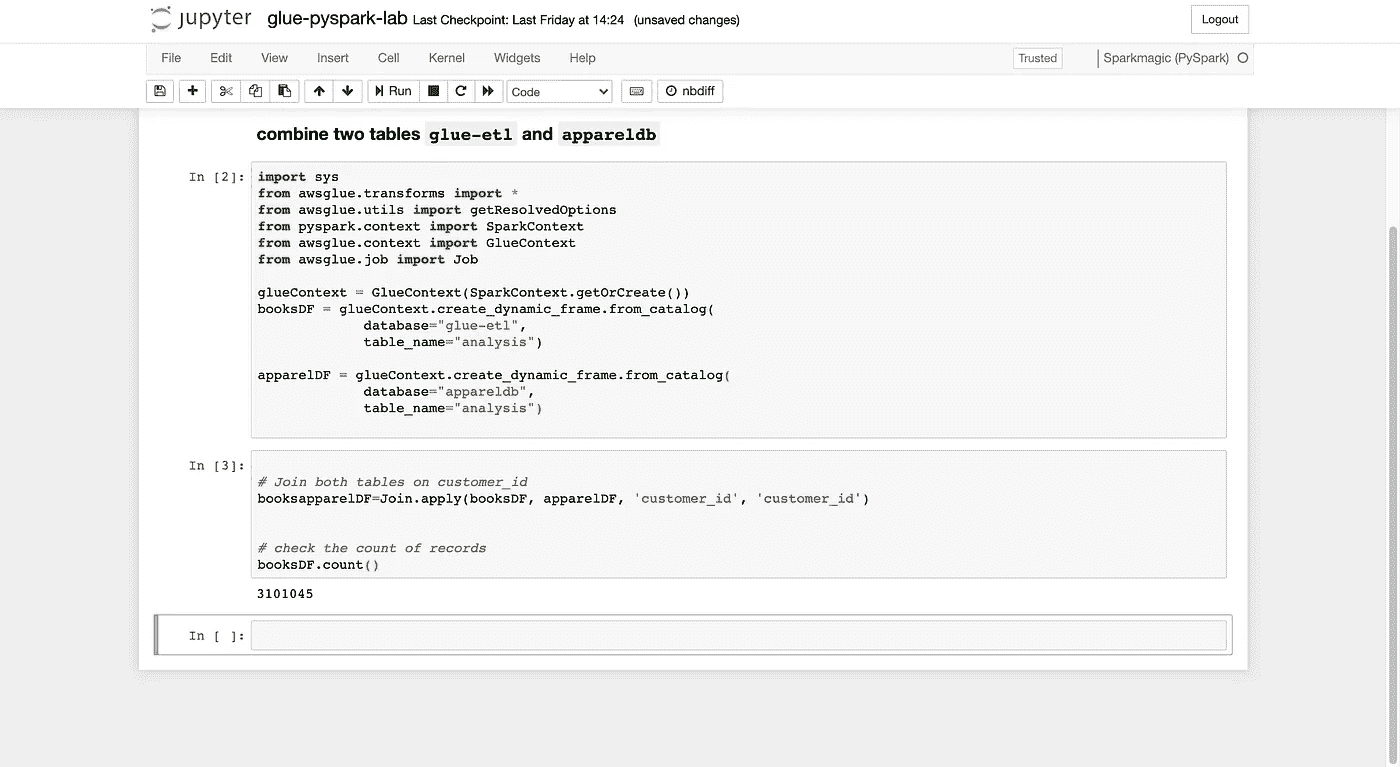 jupyter glue-pyspark-lab Last Checkpoint: Last Friday at 14:24 (unsaved changes) Logout
File Edit View Insert Cell Kernel Widgets Help Trusted Sparkmagic (PySpark)
Run Code nbdiff
combine two tables glue-etl and appareldb
In [2]: import sys
from awsglue.transforms import *
from awsglue.utils import getResolvedOptions
from pyspark.context import SparkContext
from awsglue.context import GlueContext
from awsglue.job import Job
glueContext = GlueContext(SparkContext.getOrCreate())
booksDF = glueContext.create_dynamic_frame.from_catalog(
database="glue-etl",
table_name="analysis")
apparelDF = glueContext.create_dynamic_frame.from_catalog(
database="appareldb",
table_name="analysis")
In [3]:
# Join both tables on customer_id
booksapparelDF=Join.apply(booksDF, apparelDF, 'customer_id', 'customer_id')
# check the count of records
booksDF.count()
3101045
In [ ]: